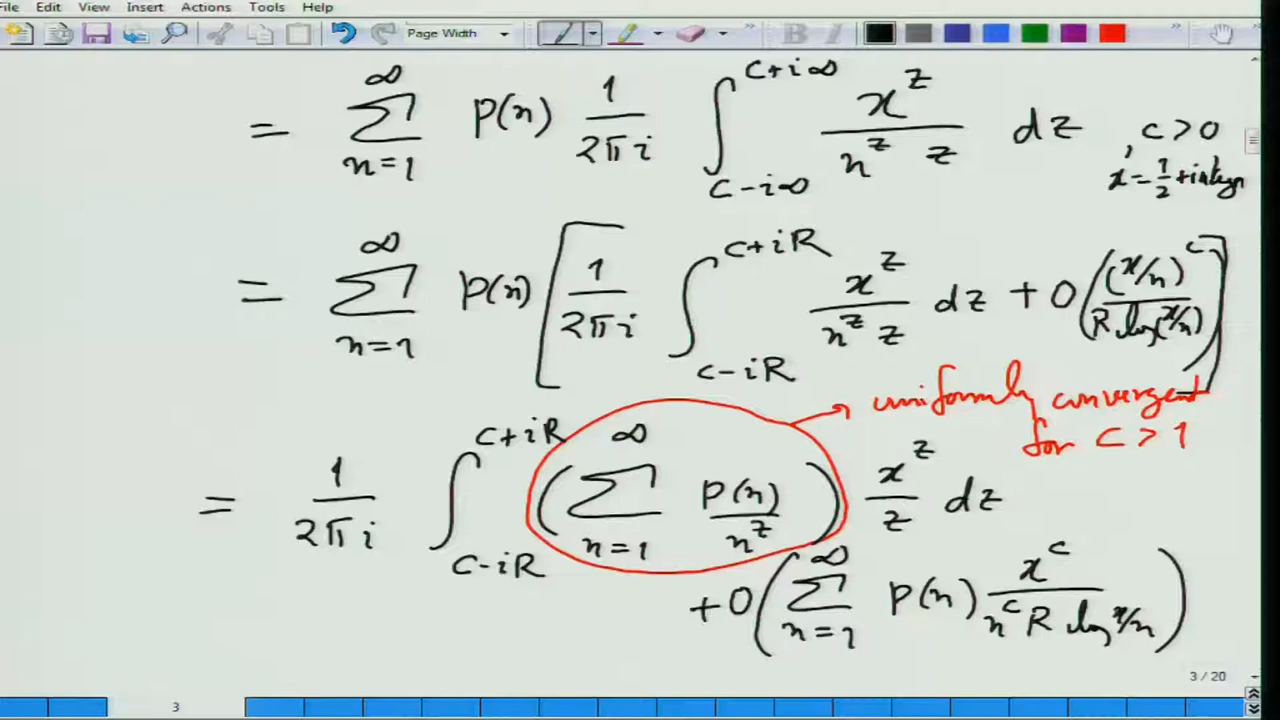 File Edit View Insert Actions Tools Help
Page Width
= ∑_{n=1}^{∞} P(n) 1/(2πi) ∫_{c-i∞}^{c+i∞} x^z/(n^z z) dz , c>0
x = 1/2 + integ
= ∑_{n=1}^{∞} P(n) [ 1/(2πi) ∫_{c-iR}^{c+iR} x^z/(n^z z) dz + O( (x/n)^c / (R log(x/n)) ) ]
uniformly convergent
for c > 1
= 1/(2πi) ∫_{c-iR}^{c+iR} ( ∑_{n=1}^{∞} P(n)/n^z ) x^z/z dz
+ O( ∑_{n=1}^{∞} P(n) x^c/(n^c R log x/n) )
3 / 20
3